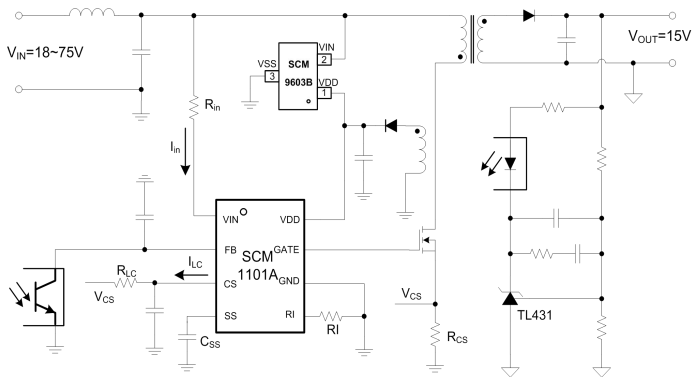 V_IN=18~75V
V_OUT=15V
VIN
VSS
SCM
2
3
9603B
VDD
1
R_in
I_in
VIN
VDD
FB
GATE
SCM
1101A
I_LC
R_LC
CS
GND
V_CS
SS
RI
C_SS
RI
V_CS
R_CS
TL431